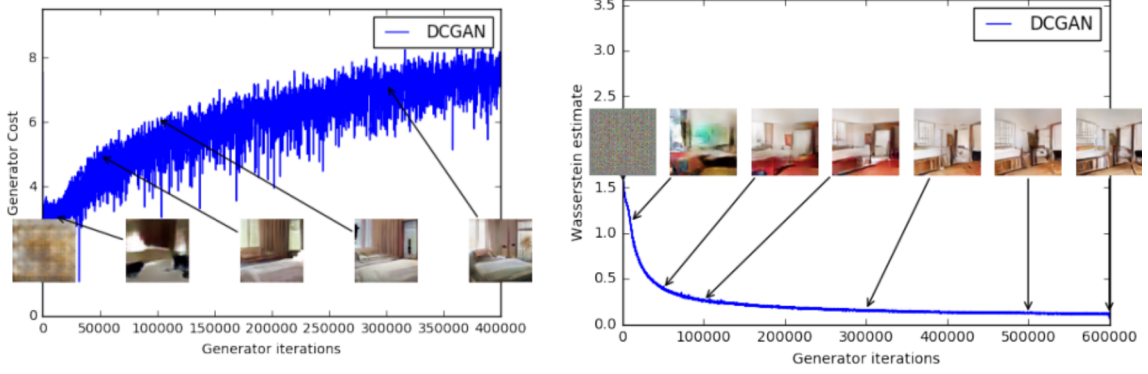 DCGAN
8
6
4
2
0
Generator Cost
0 50000 100000 150000 200000 250000 300000 350000 400000
Generator iterations
DCGAN
3.5
3.0
2.5
1.5
1.0
0.5
0.0
Wasserstein estimate
0 100000 200000 300000 400000 500000 600000
Generator iterations